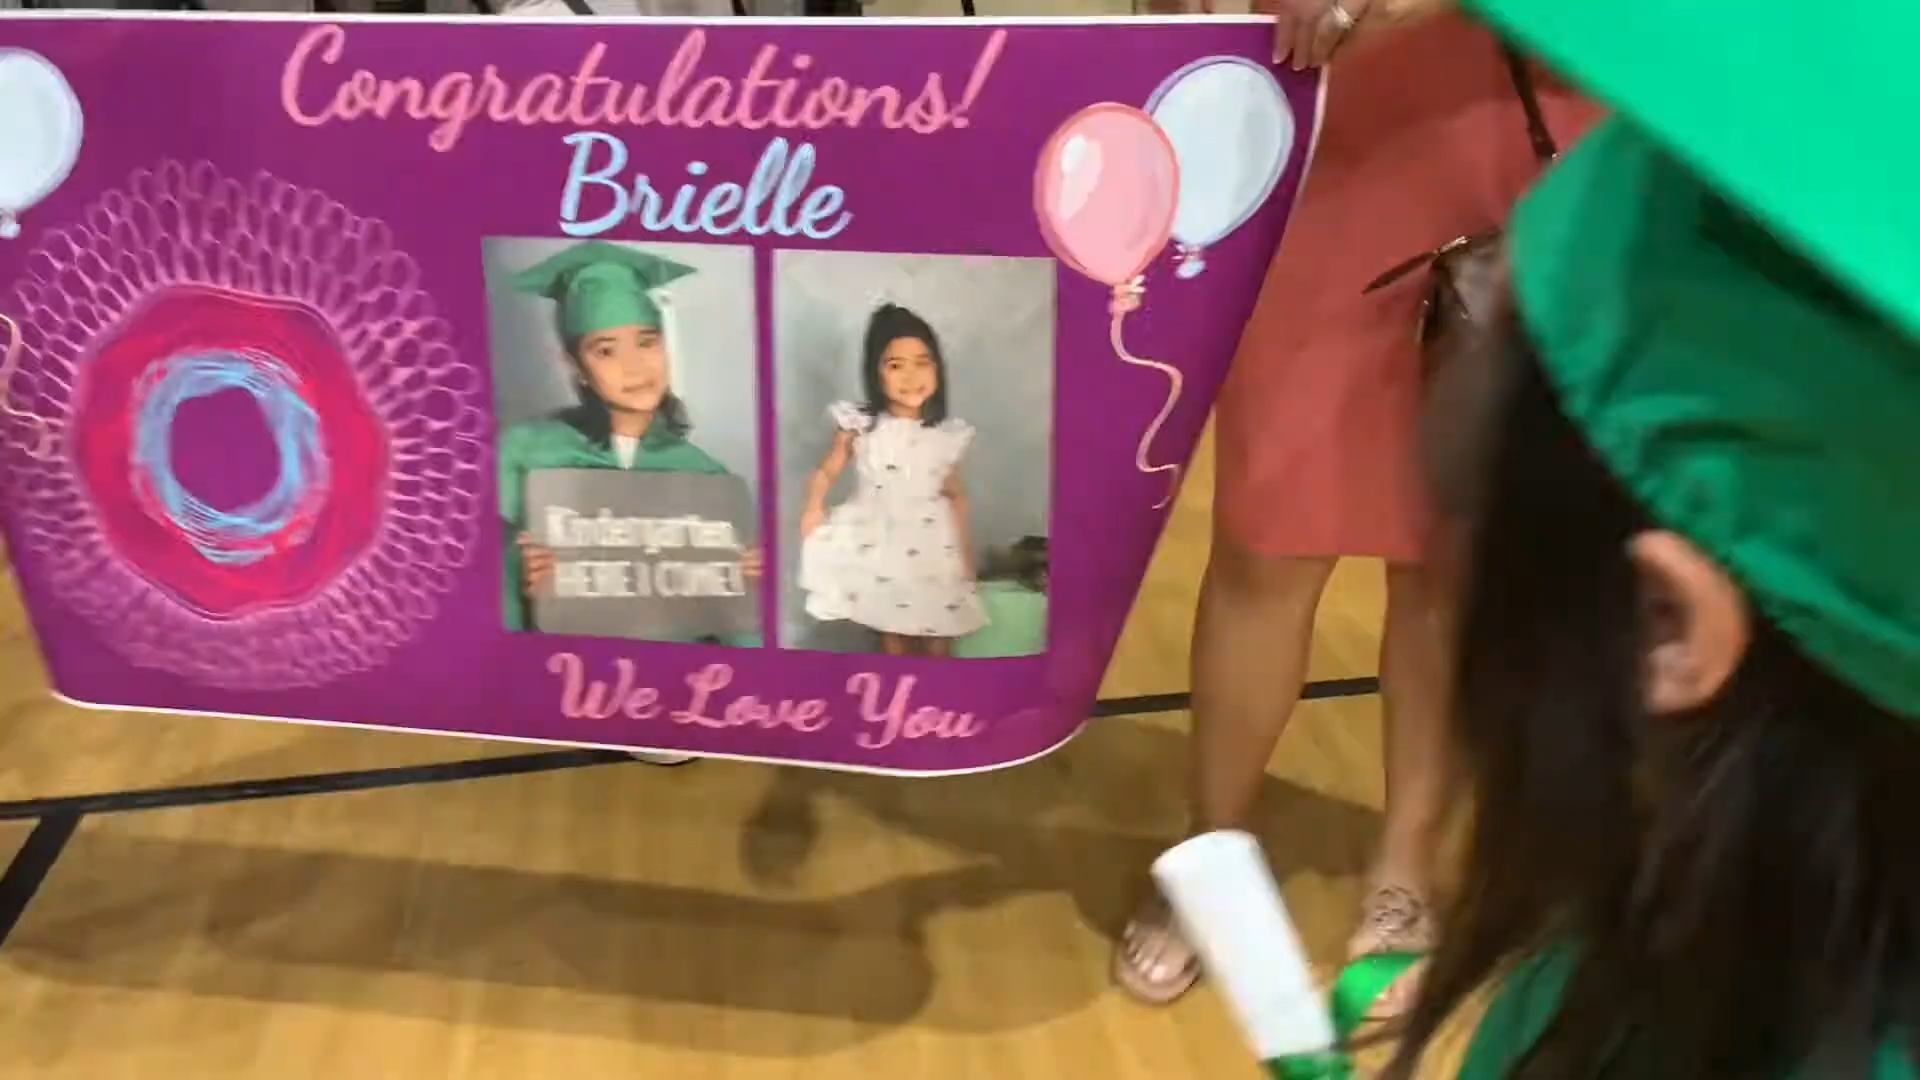 Congratulations!
Brielle
Kindergarten,
HERE I COME!
We Love You